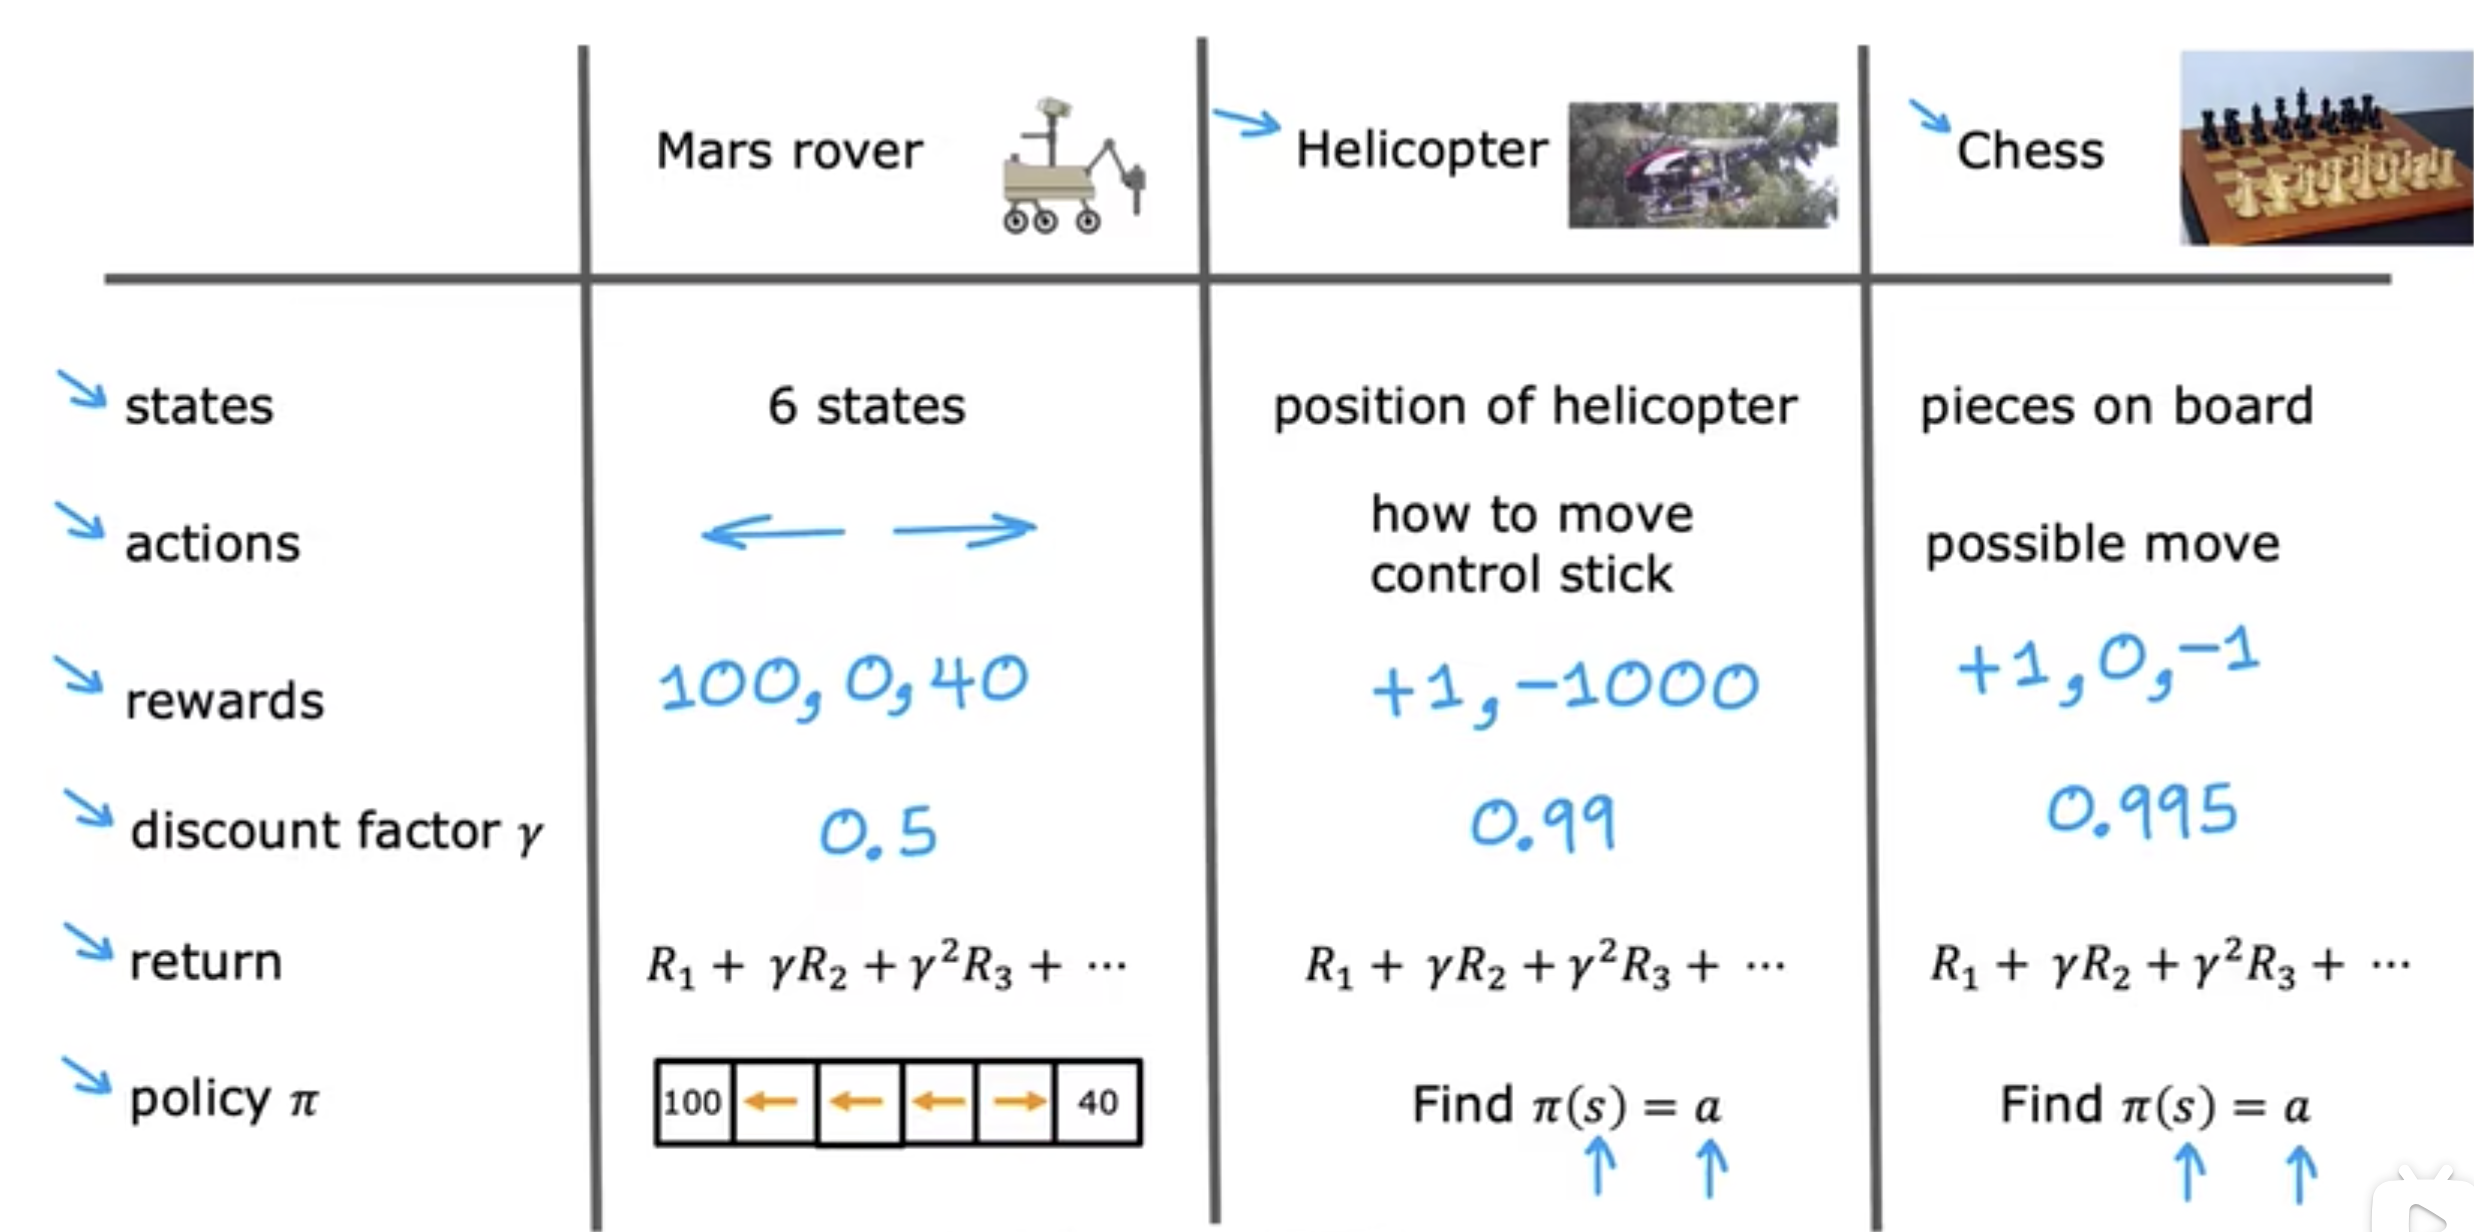 Mars rover Helicopter Chess
states 6 states position of helicopter pieces on board
actions ← → how to move control stick possible move
rewards 100, 0, 40 +1, -1000 +1, 0, -1
discount factor γ 0.5 0.99 0.995
return R₁ + γR₂ + γ²R₃ + ⋯ R₁ + γR₂ + γ²R₃ + ⋯ R₁ + γR₂ + γ²R₃ + ⋯
policy π 100 ← ← ← → 40 Find π(s) = a Find π(s) = a